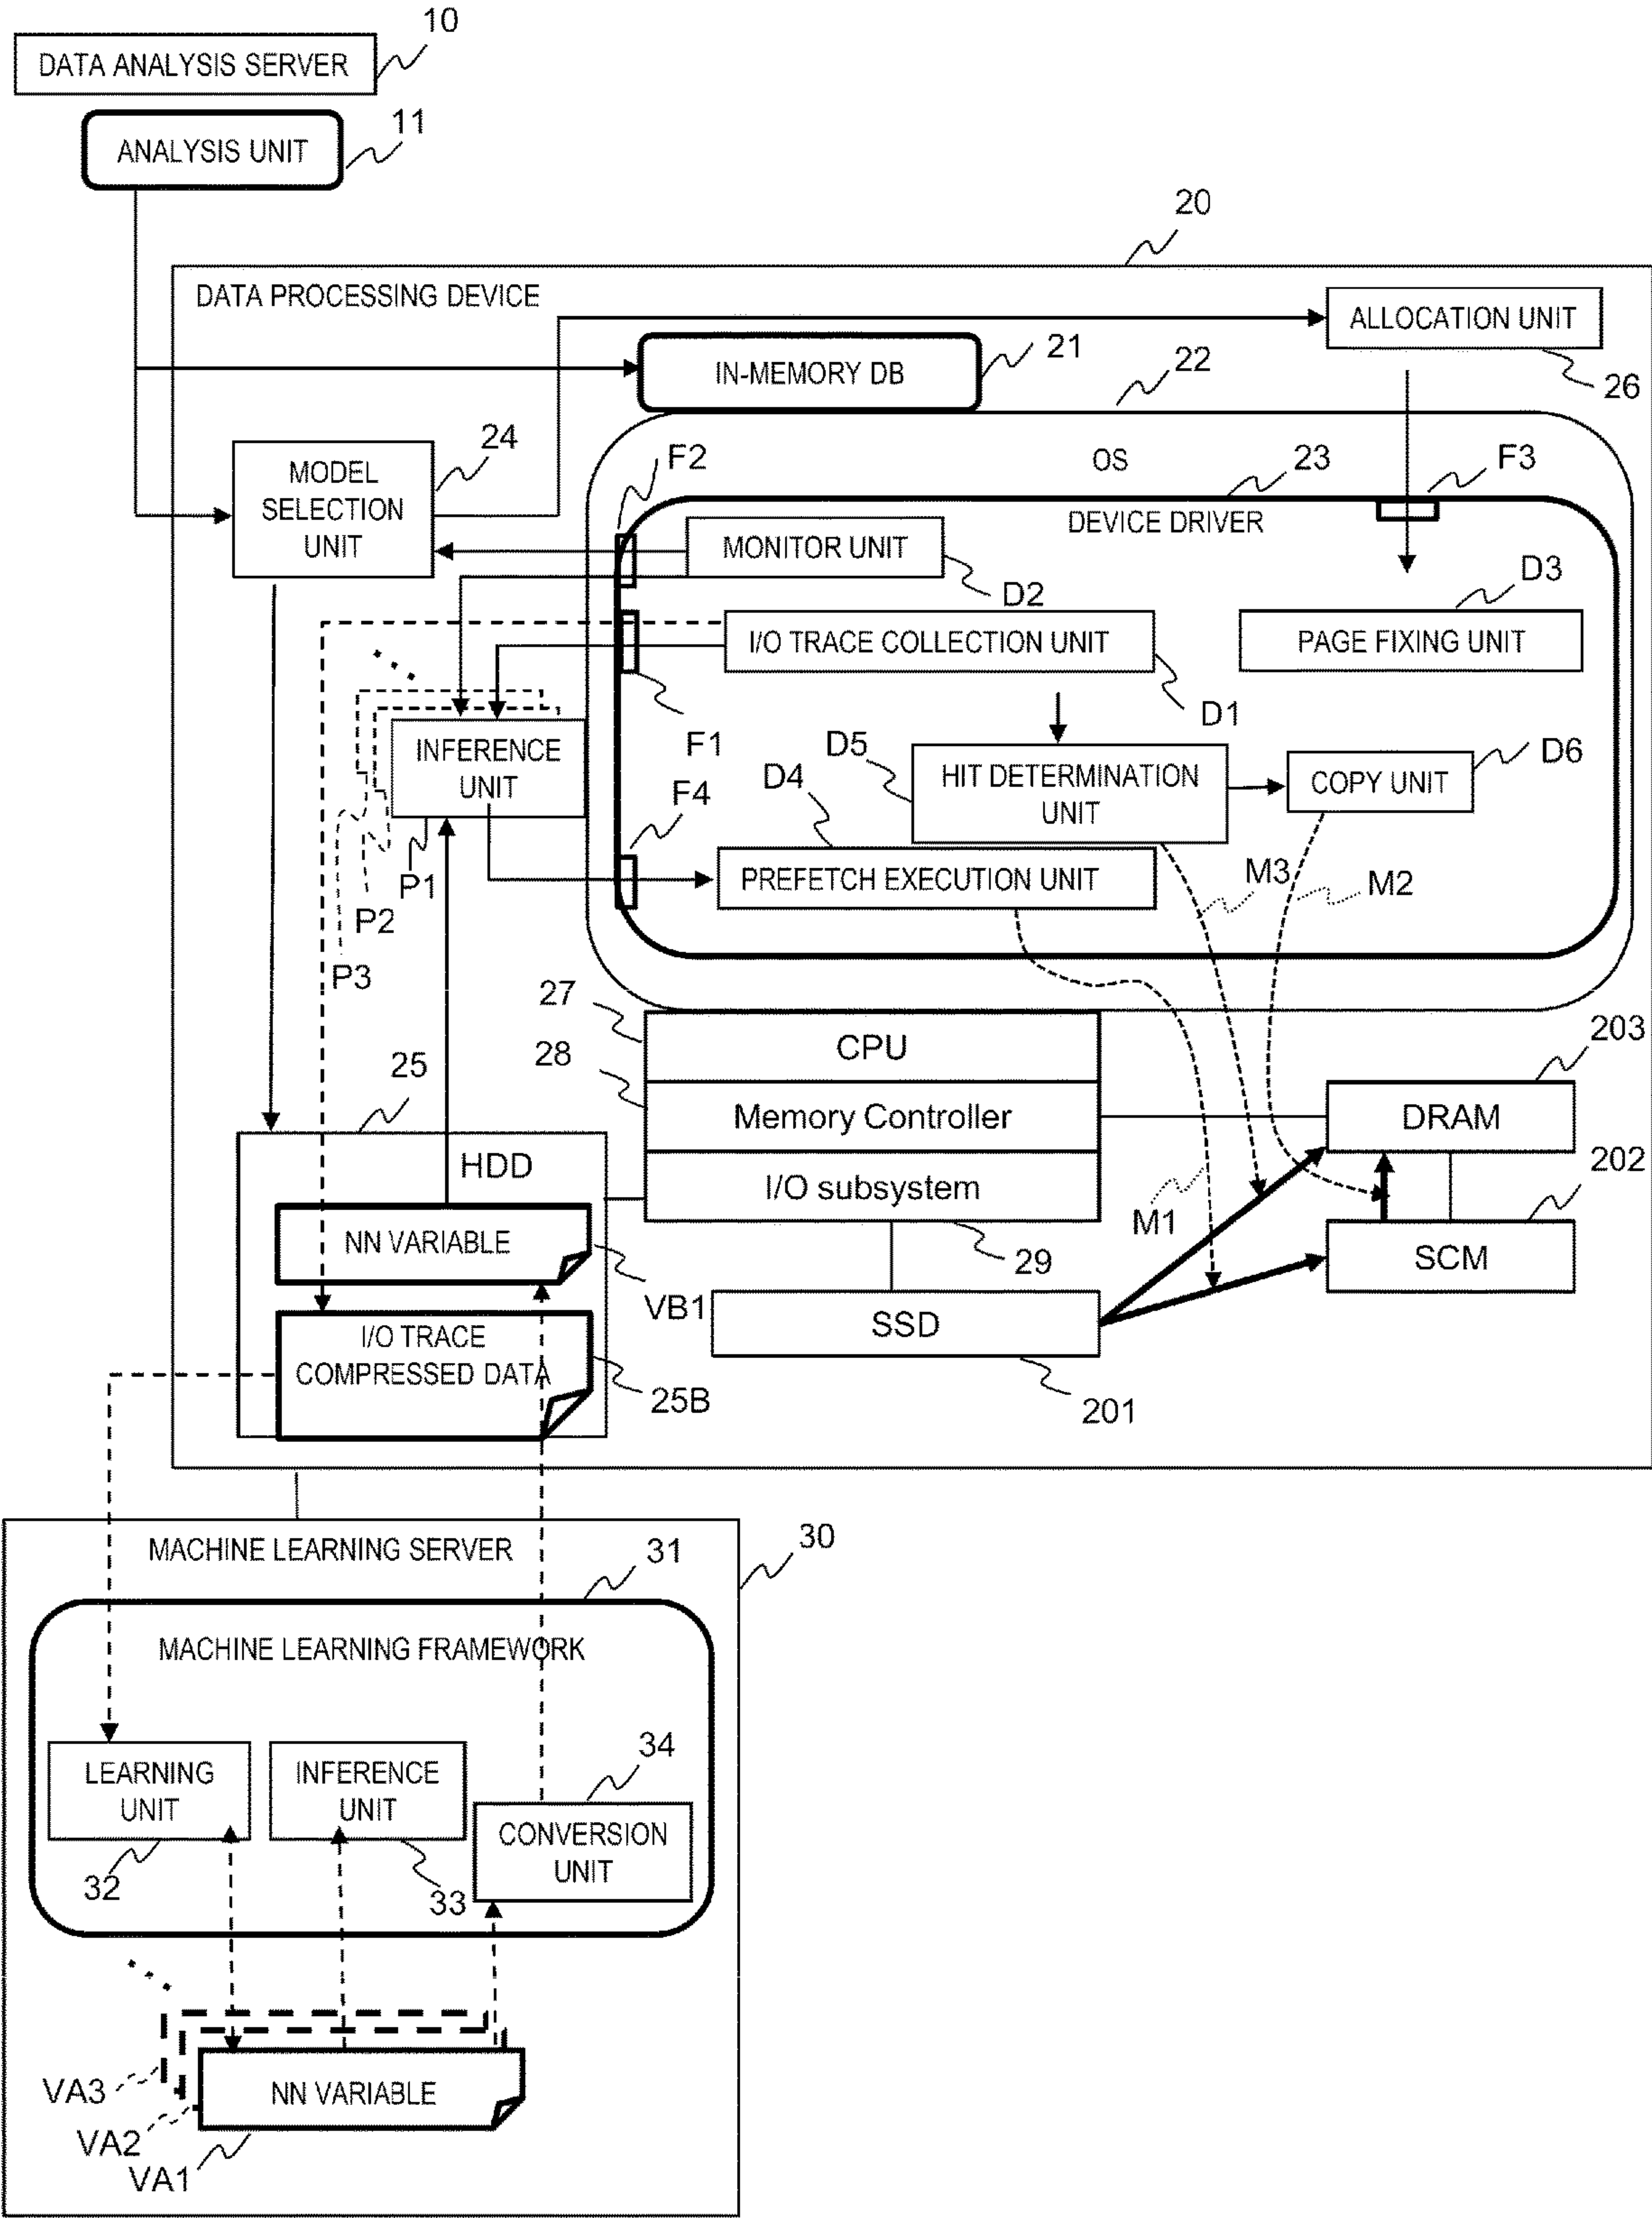 10
DATA ANALYSIS SERVER
11
ANALYSIS UNIT
20
DATA PROCESSING DEVICE
ALLOCATION UNIT
26
21
IN-MEMORY DB
22
24
MODEL
SELECTION
UNIT
F2
OS
23
F3
DEVICE DRIVER
MONITOR UNIT
D2
D3
I/O TRACE COLLECTION UNIT
D1
PAGE FIXING UNIT
INFERENCE
UNIT
P1
P2
P3
F1
F4
D5
HIT DETERMINATION
UNIT
COPY UNIT
D6
D4
PREFETCH EXECUTION UNIT
M3
M2
27
CPU
28
Memory Controller
I/O subsystem
29
203
DRAM
202
SCM
M1
SSD
201
25
HDD
NN VARIABLE
VB1
I/O TRACE
COMPRESSED DATA
25B
MACHINE LEARNING SERVER
30
31
MACHINE LEARNING FRAMEWORK
LEARNING
UNIT
32
INFERENCE
UNIT
33
34
CONVERSION
UNIT
VA3
NN VARIABLE
VA2
VA1